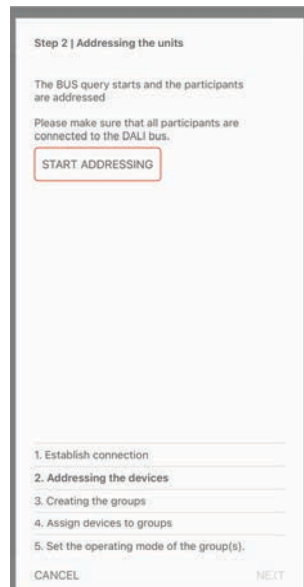 Step 2 | Addressing the units
The BUS query starts and the participants
are addressed
Please make sure that all participants are
connected to the DALI bus.
START ADDRESSING
1. Establish connection
2. Addressing the devices
3. Creating the groups
4. Assign devices to groups
5. Set the operating mode of the group(s).
CANCEL
NEXT